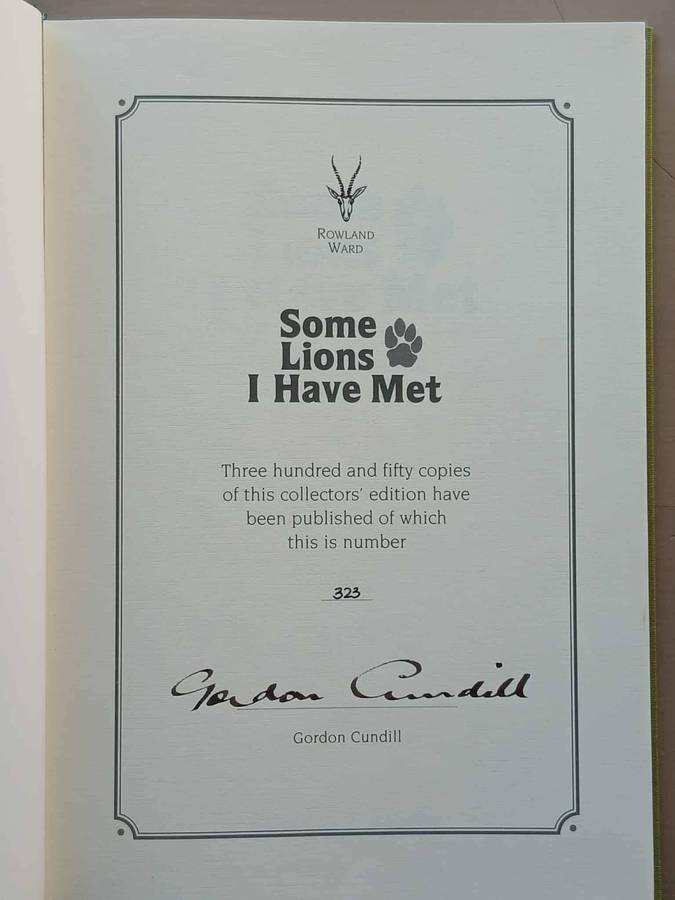 Rowland
Ward
Some
Lions
I Have Met
Three hundred and fifty copies
of this collectors' edition have
been published of which
this is number
323
Gordon Cundill
Gordon Cundill